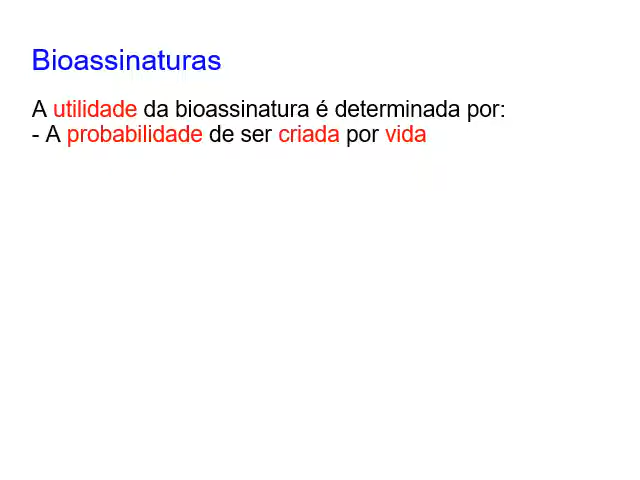 Bioassinaturas
A utilidade da bioassinatura é determinada por:
- A probabilidade de ser criada por vida